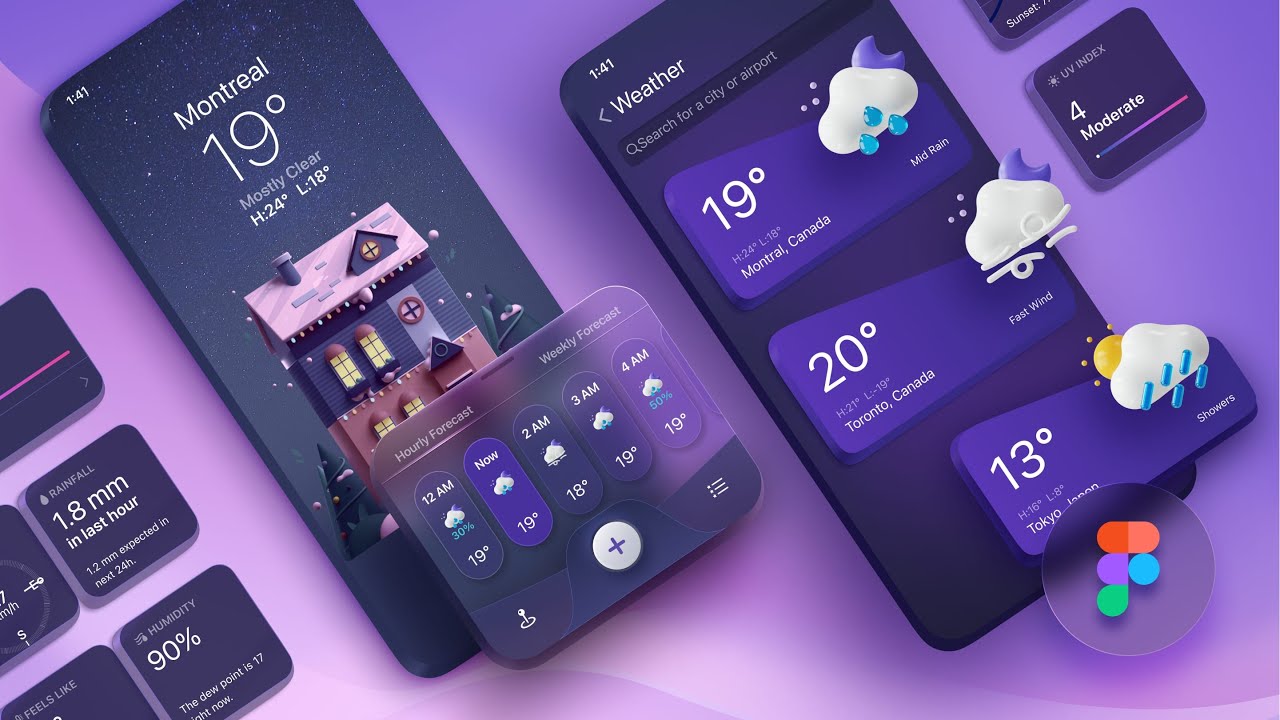 1:41
Montreal
19°
Mostly Clear
H:24° L:18°
Hourly Forecast
Weekly Forecast
12 AM
30%
19°
Now
19°
2 AM
18°
3 AM
19°
4 AM
50%
19°
1:41
Weather
Search for a city or airport
19°
H:24° L:18°
Montral, Canada
Mid Rain
20°
H:21° L:-19°
Toronto, Canada
Fast Wind
13°
H:16° L:8°
Tokyo, Japan
Showers
Sunset:
UV INDEX
4
Moderate
RAINFALL
1.8 mm
in last hour
1.2 mm expected in
next 24h.
HUMIDITY
90%
The dew point is 17
right now.
E
S
FEELS LIKE